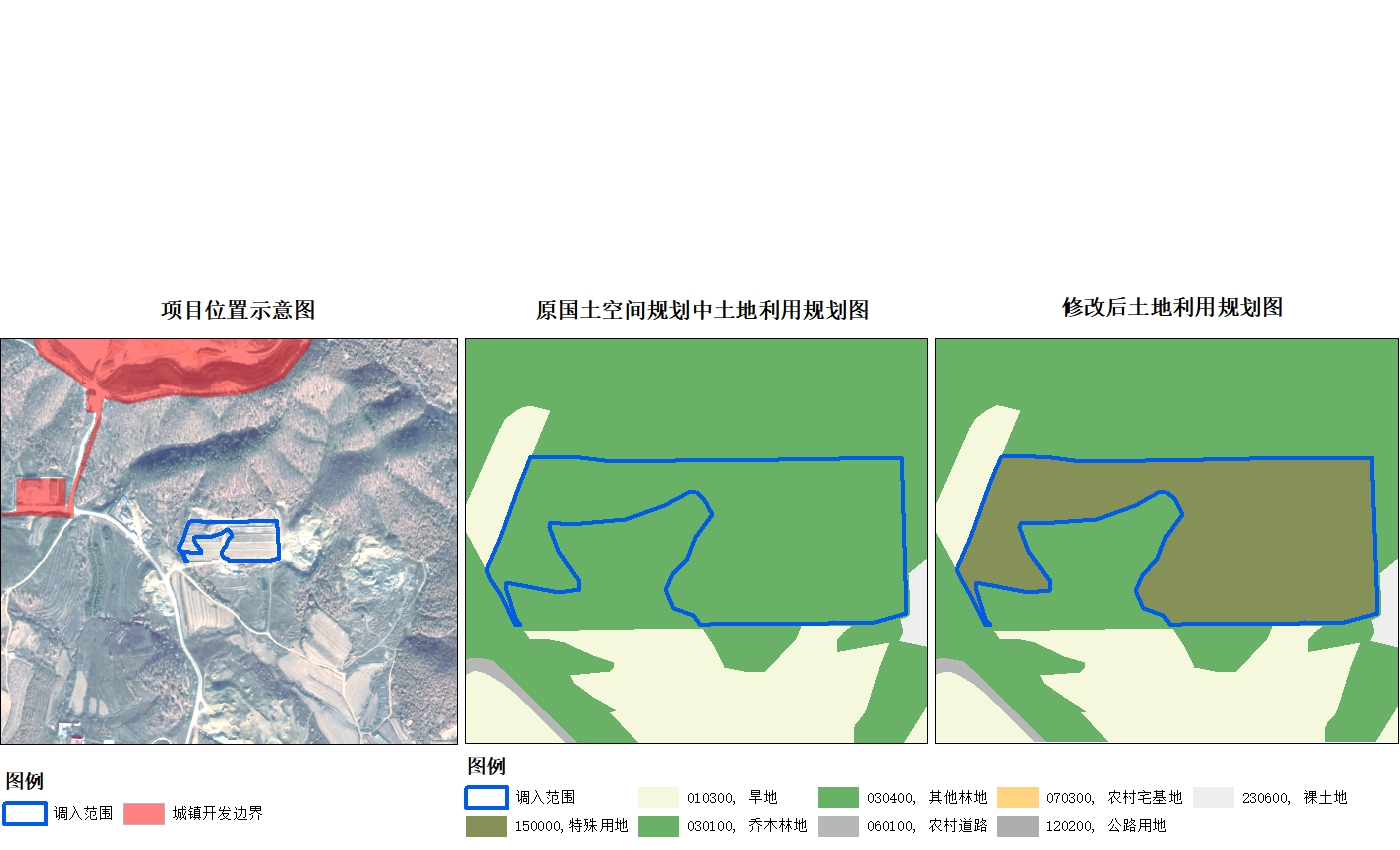 项目位置示意图
原国土空间规划中土地利用规划图
修改后土地利用规划图
图例
调入范围
城镇开发边界
图例
调入范围
010300, 旱地
030400, 其他林地
070300, 农村宅基地
230600, 裸土地
150000, 特殊用地
030100, 乔木林地
060100, 农村道路
120200, 公路用地